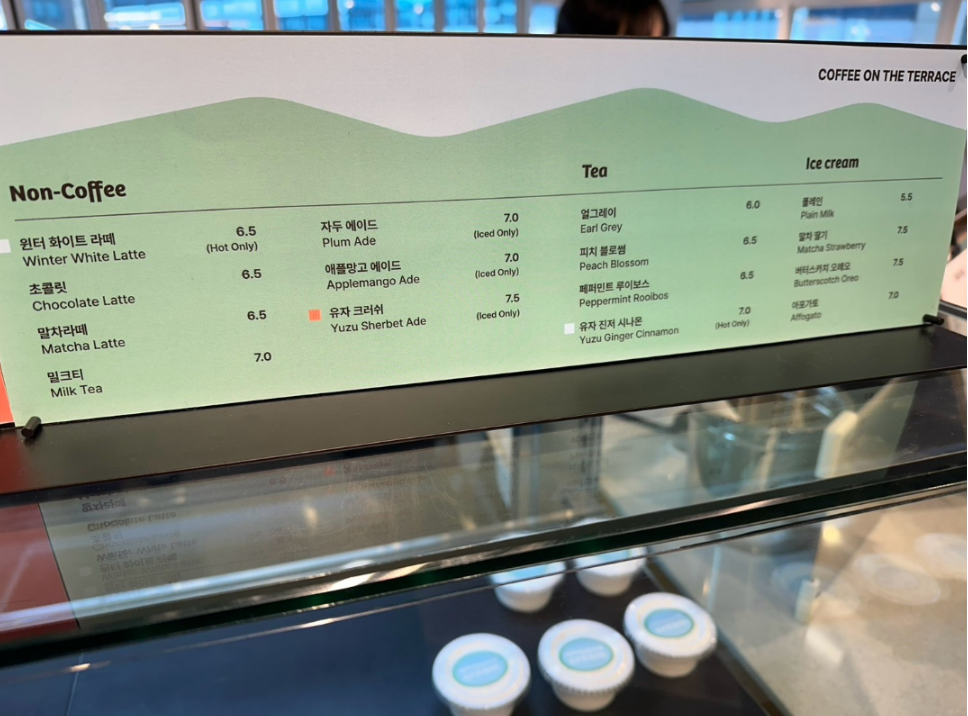 COFFEE ON THE TERRACE
Non-Coffee
윈터 화이트 라떼 6.5
Winter White Latte (Hot Only)
초콜릿 6.5
Chocolate Latte
말차라떼 6.5
Matcha Latte
밀크티 7.0
Milk Tea
자두 에이드 7.0
Plum Ade (Iced Only)
애플망고 에이드 7.0
Applemango Ade (Iced Only)
유자 크러쉬 7.5
Yuzu Sherbet Ade (Iced Only)
Tea
얼그레이 6.0
Earl Grey
피치 블로썸 6.5
Peach Blossom
페퍼민트 루이보스 6.5
Peppermint Rooibos
유자 진저 시나몬 7.0
Yuzu Ginger Cinnamon (Hot Only)
Ice cream
플레인 5.5
Plain Milk
말차 딸기 7.5
Matcha Strawberry
버터스카치 오레오 7.5
Butterscotch Oreo
아포가토 7.0
Affogato